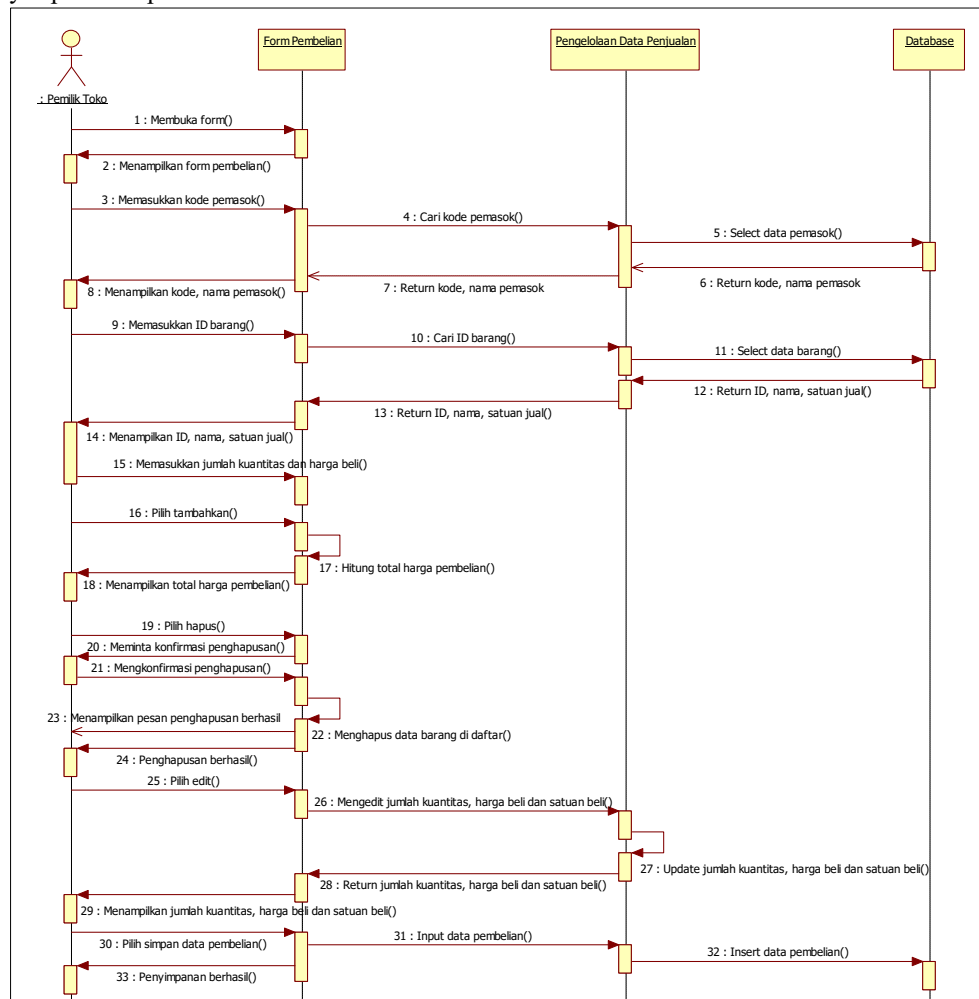 Form Pembelian
Pengelolaan Data Penjualan
Database
: Pemilik Toko
1 : Membuka form()
2 : Menampilkan form pembelian()
3 : Memasukkan kode pemasok()
4 : Cari kode pemasok()
5 : Select data pemasok()
6 : Return kode, nama pemasok
7 : Return kode, nama pemasok
8 : Menampilkan kode, nama pemasok()
9 : Memasukkan ID barang()
10 : Cari ID barang()
11 : Select data barang()
12 : Return ID, nama, satuan jual()
13 : Return ID, nama, satuan jual()
14 : Menampilkan ID, nama, satuan jual()
15 : Memasukkan jumlah kuantitas dan harga beli()
16 : Pilih tambahkan()
17 : Hitung total harga pembelian()
18 : Menampilkan total harga pembelian()
19 : Pilih hapus()
20 : Meminta konfirmasi penghapusan()
21 : Mengkonfirmasi penghapusan()
23 : Menampilkan pesan penghapusan berhasil
22 : Menghapus data barang di daftar()
24 : Penghapusan berhasil()
25 : Pilih edit()
26 : Mengedit jumlah kuantitas, harga beli dan satuan beli()
27 : Update jumlah kuantitas, harga beli dan satuan beli()
28 : Return jumlah kuantitas, harga beli dan satuan beli()
29 : Menampilkan jumlah kuantitas, harga beli dan satuan beli()
30 : Pilih simpan data pembelian()
31 : Input data pembelian()
32 : Insert data pembelian()
33 : Penyimpanan berhasil()